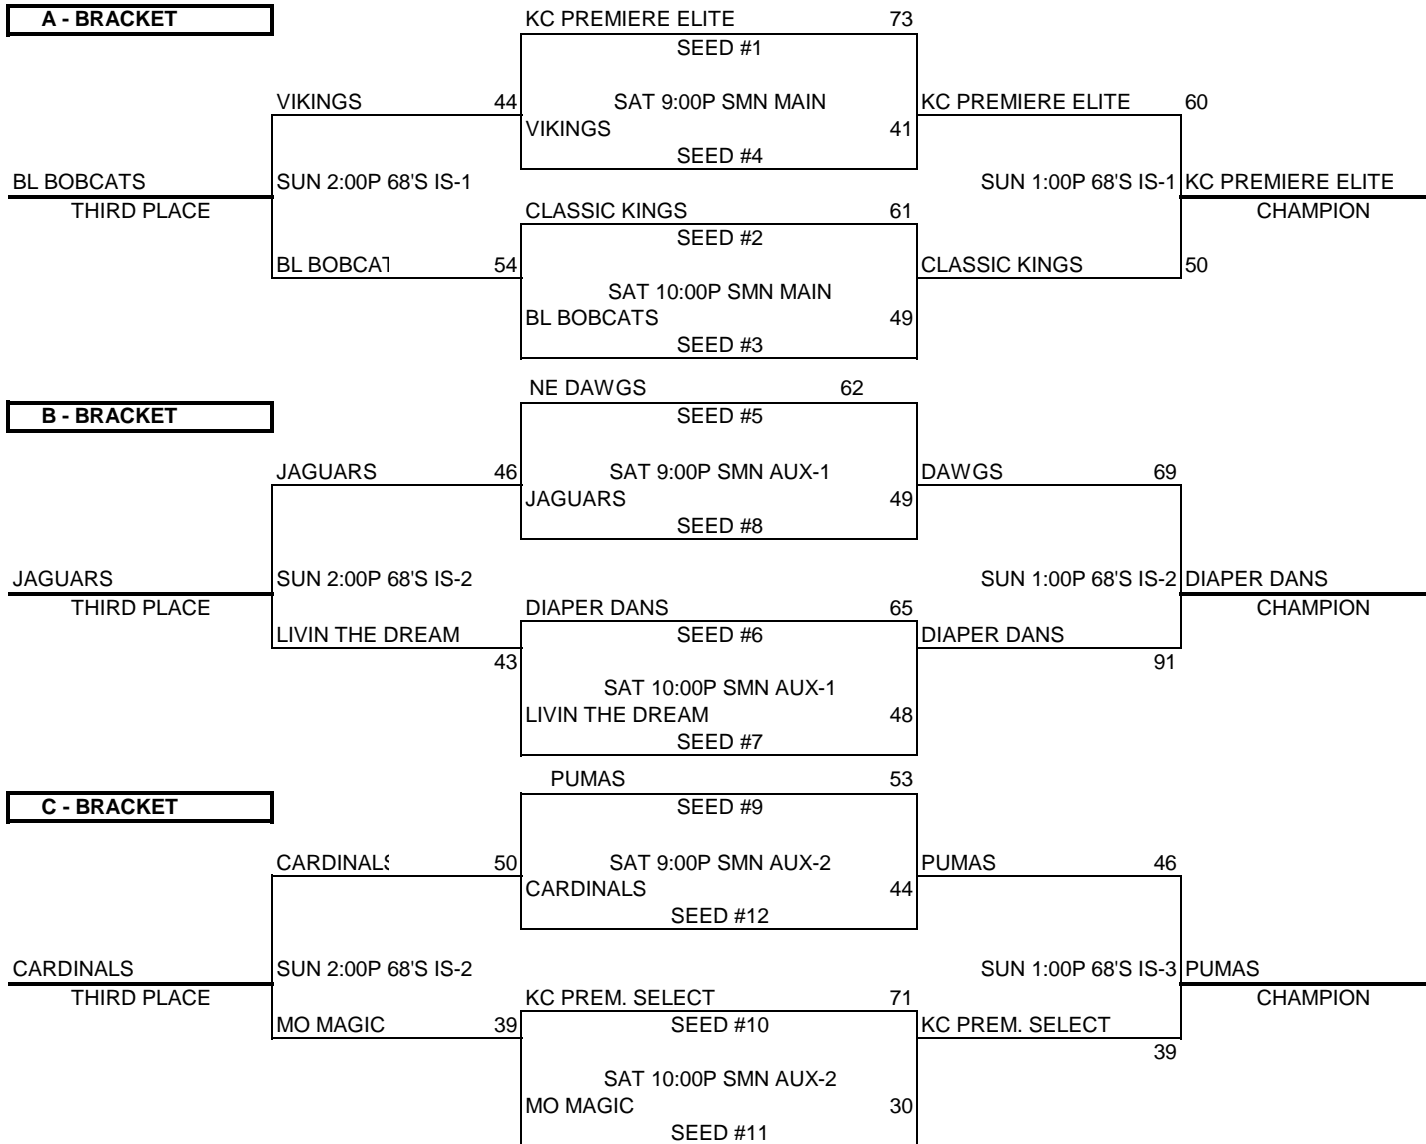 A - BRACKET
KC PREMIERE ELITE 73
SEED #1
VIKINGS 44
SAT 9:00P SMN MAIN
KC PREMIERE ELITE 60
VIKINGS 41
SEED #4
BL BOBCATS
SUN 2:00P 68'S IS-1
SUN 1:00P 68'S IS-1
KC PREMIERE ELITE
THIRD PLACE
CLASSIC KINGS 61
CHAMPION
SEED #2
BL BOBCAT 54
CLASSIC KINGS 50
SAT 10:00P SMN MAIN
BL BOBCATS 49
SEED #3
NE DAWGS 62
B - BRACKET
SEED #5
JAGUARS 46
SAT 9:00P SMN AUX-1
DAWGS 69
JAGUARS 49
SEED #8
JAGUARS
SUN 2:00P 68'S IS-2
SUN 1:00P 68'S IS-2
DIAPER DANS
THIRD PLACE
DIAPER DANS 65
CHAMPION
LIVIN THE DREAM
SEED #6
DIAPER DANS
43
91
SAT 10:00P SMN AUX-1
LIVIN THE DREAM 48
SEED #7
PUMAS 53
C - BRACKET
SEED #9
CARDINALS 50
SAT 9:00P SMN AUX-2
PUMAS 46
CARDINALS 44
SEED #12
CARDINALS
SUN 2:00P 68'S IS-2
SUN 1:00P 68'S IS-3
PUMAS
THIRD PLACE
KC PREM. SELECT 71
CHAMPION
MO MAGIC 39
SEED #10
KC PREM. SELECT
39
SAT 10:00P SMN AUX-2
MO MAGIC 30
SEED #11